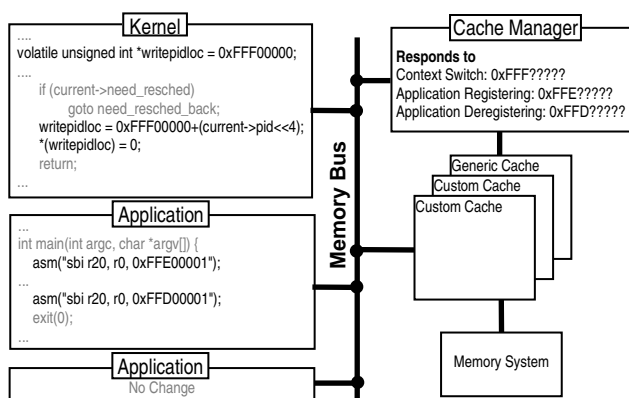 Kernel
....
volatile unsigned int *writepidloc = 0xFFF00000;
....
if (current->need_resched)
goto need_resched_back;
writepidloc = 0xFFF00000+(current->pid<<4);
*(writepidloc) = 0;
return;
...
Application
...
int main(int argc, char *argv[]) {
asm("sbi r20, r0, 0xFFE00001");
...
asm("sbi r20, r0, 0xFFD00001");
exit(0);
...
Application
No Change
Memory Bus
Cache Manager
Responds to
Context Switch: 0xFFF?????
Application Registering: 0xFFE?????
Application Deregistering: 0xFFD?????
Generic Cache
Custom Cache
Custom Cache
Memory System